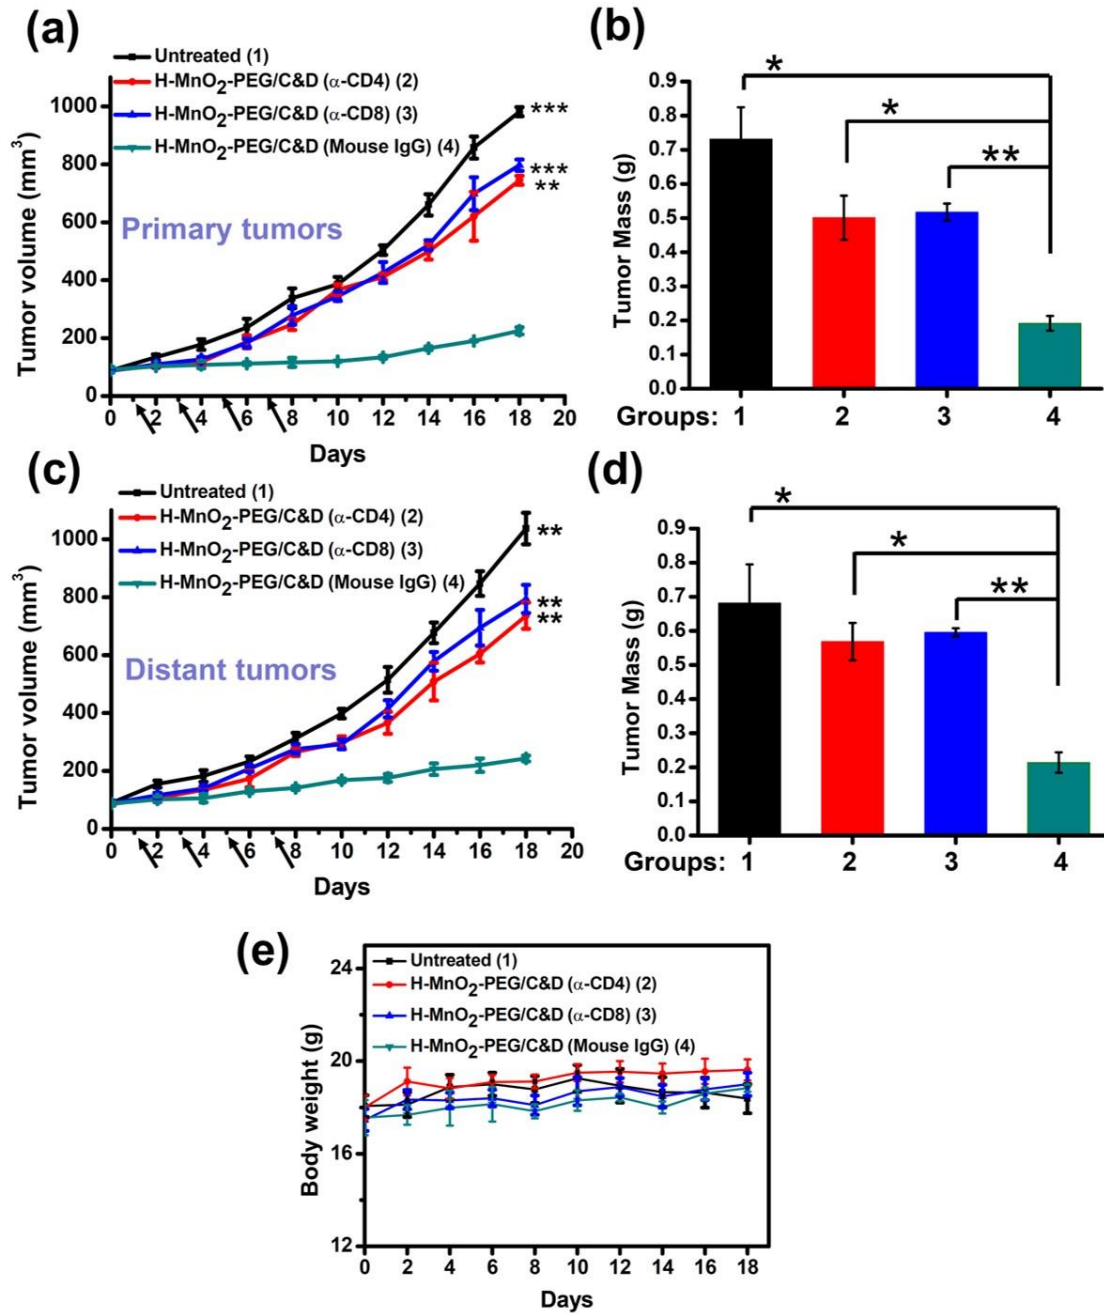 (a)
Untreated (1)
H-MnO2-PEG/C&D (α-CD4) (2)
H-MnO2-PEG/C&D (α-CD8) (3)
H-MnO2-PEG/C&D (Mouse IgG) (4)
Tumor volume (mm³)
1000
800
600
400
200
0
Primary tumors
***
***
**
0 2 4 6 8 10 12 14 16 18 20
Days
(b)
*
*
**
Tumor Mass (g)
0.9
0.8
0.7
0.6
0.5
0.4
0.3
0.2
0.1
0.0
Groups: 1 2 3 4
(c)
Untreated (1)
H-MnO2-PEG/C&D (α-CD4) (2)
H-MnO2-PEG/C&D (α-CD8) (3)
H-MnO2-PEG/C&D (Mouse IgG) (4)
Tumor volume (mm³)
1000
800
600
400
200
0
Distant tumors
**
**
**
0 2 4 6 8 10 12 14 16 18 20
Days
(d)
*
*
**
Tumor Mass (g)
0.9
0.8
0.7
0.6
0.5
0.4
0.3
0.2
0.1
0.0
Groups: 1 2 3 4
(e)
Untreated (1)
H-MnO2-PEG/C&D (α-CD4) (2)
H-MnO2-PEG/C&D (α-CD8) (3)
H-MnO2-PEG/C&D (Mouse IgG) (4)
Body weight (g)
24
20
16
12
0 2 4 6 8 10 12 14 16 18
Days